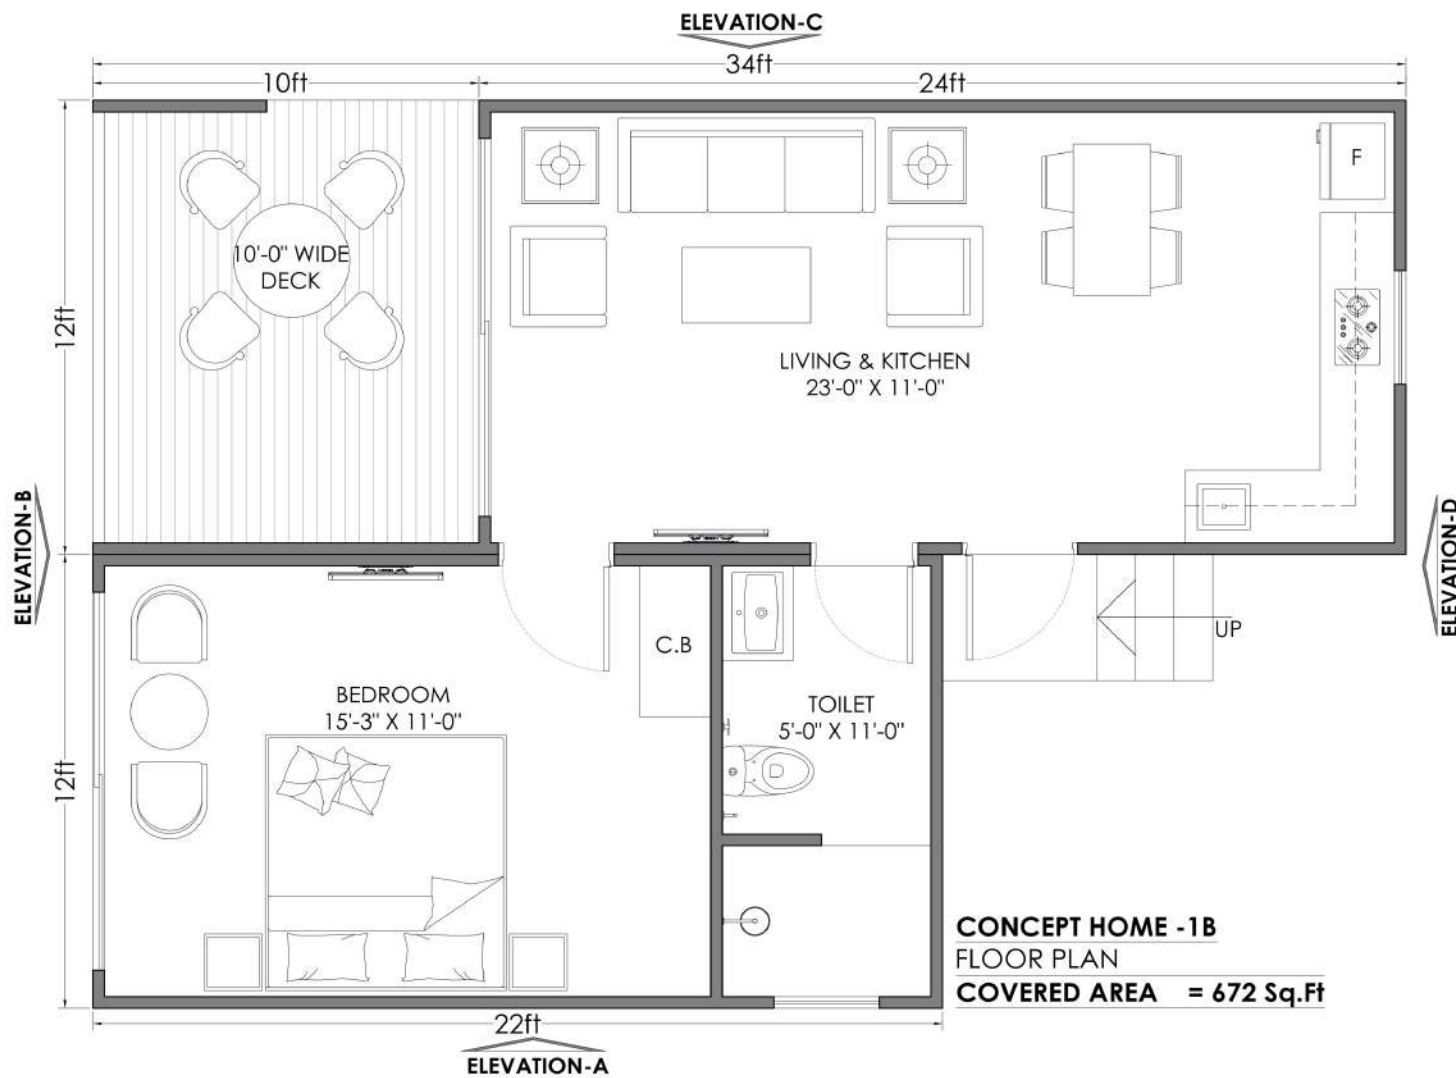 ELEVATION-C
34ft
10ft
24ft
F
10'-0" WIDE
DECK
12ft
LIVING & KITCHEN
23'-0" X 11'-0"
ELEVATION-B
ELEVATION-D
UP
C.B
BEDROOM
15'-3" X 11'-0"
TOILET
5'-0" X 11'-0"
12ft
CONCEPT HOME -1B
FLOOR PLAN
COVERED AREA = 672 Sq.Ft
22ft
ELEVATION-A